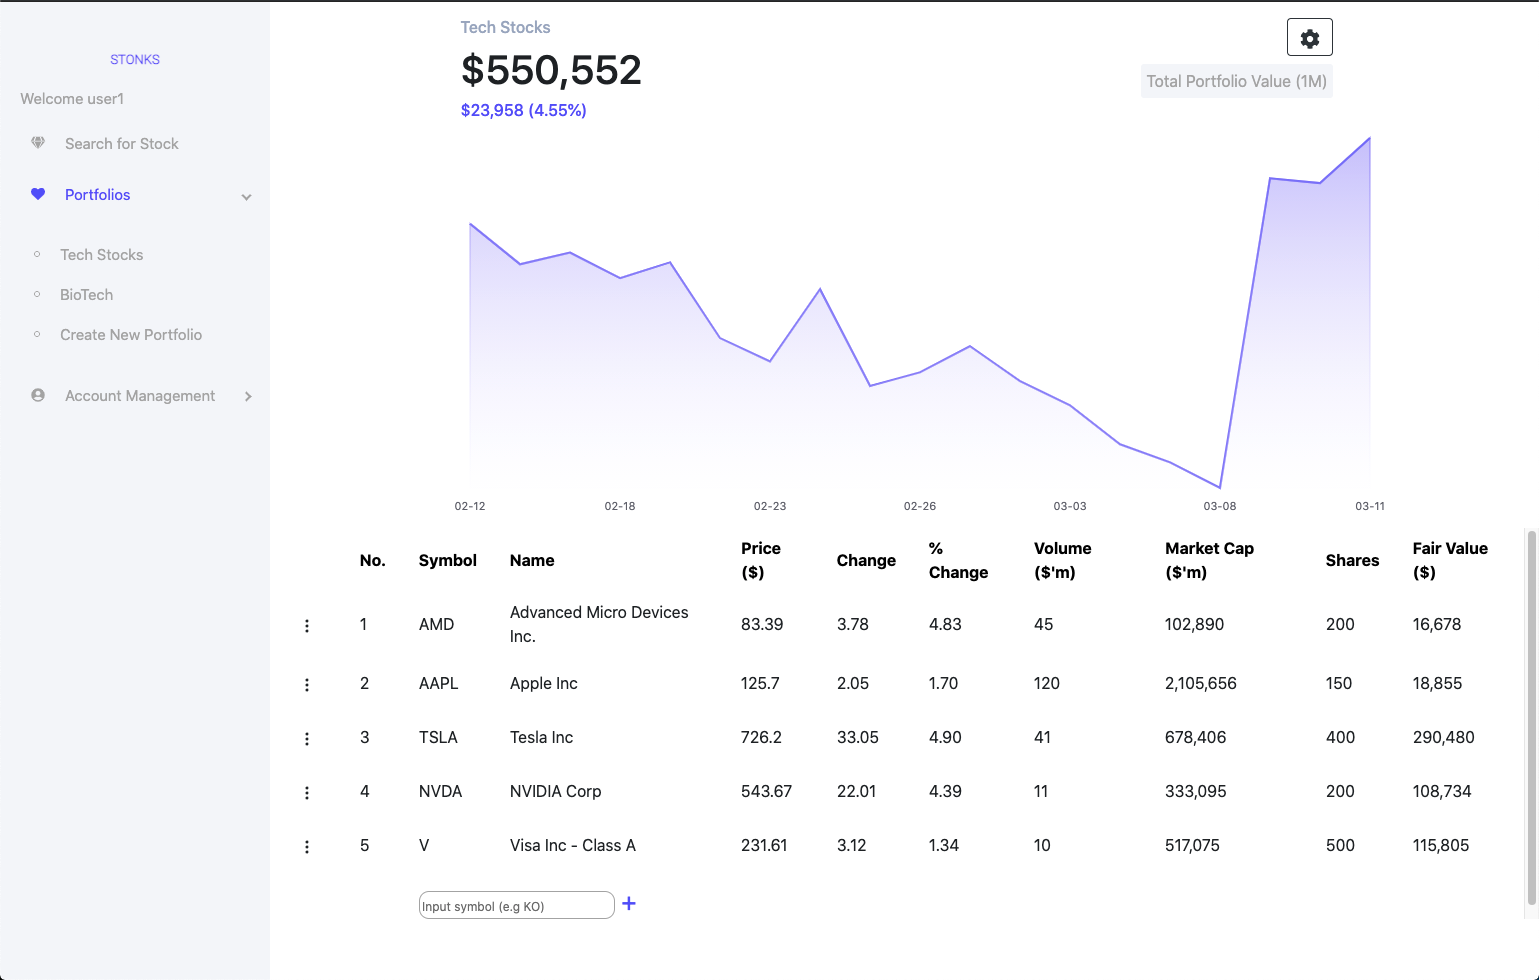 STONKS
Welcome user1
Search for Stock
Portfolios
Tech Stocks
BioTech
Create New Portfolio
Account Management
Tech Stocks
$550,552
$23,958 (4.55%)
Total Portfolio Value (1M)
02-12 02-18 02-23 02-26 03-03 03-08 03-11
No. Symbol Name Price ($) Change % Change Volume ($'m) Market Cap ($'m) Shares Fair Value ($)
1 AMD Advanced Micro Devices Inc. 83.39 3.78 4.83 45 102,890 200 16,678
2 AAPL Apple Inc 125.7 2.05 1.70 120 2,105,656 150 18,855
3 TSLA Tesla Inc 726.2 33.05 4.90 41 678,406 400 290,480
4 NVDA NVIDIA Corp 543.67 22.01 4.39 11 333,095 200 108,734
5 V Visa Inc - Class A 231.61 3.12 1.34 10 517,075 500 115,805
Input symbol (e.g KO) +